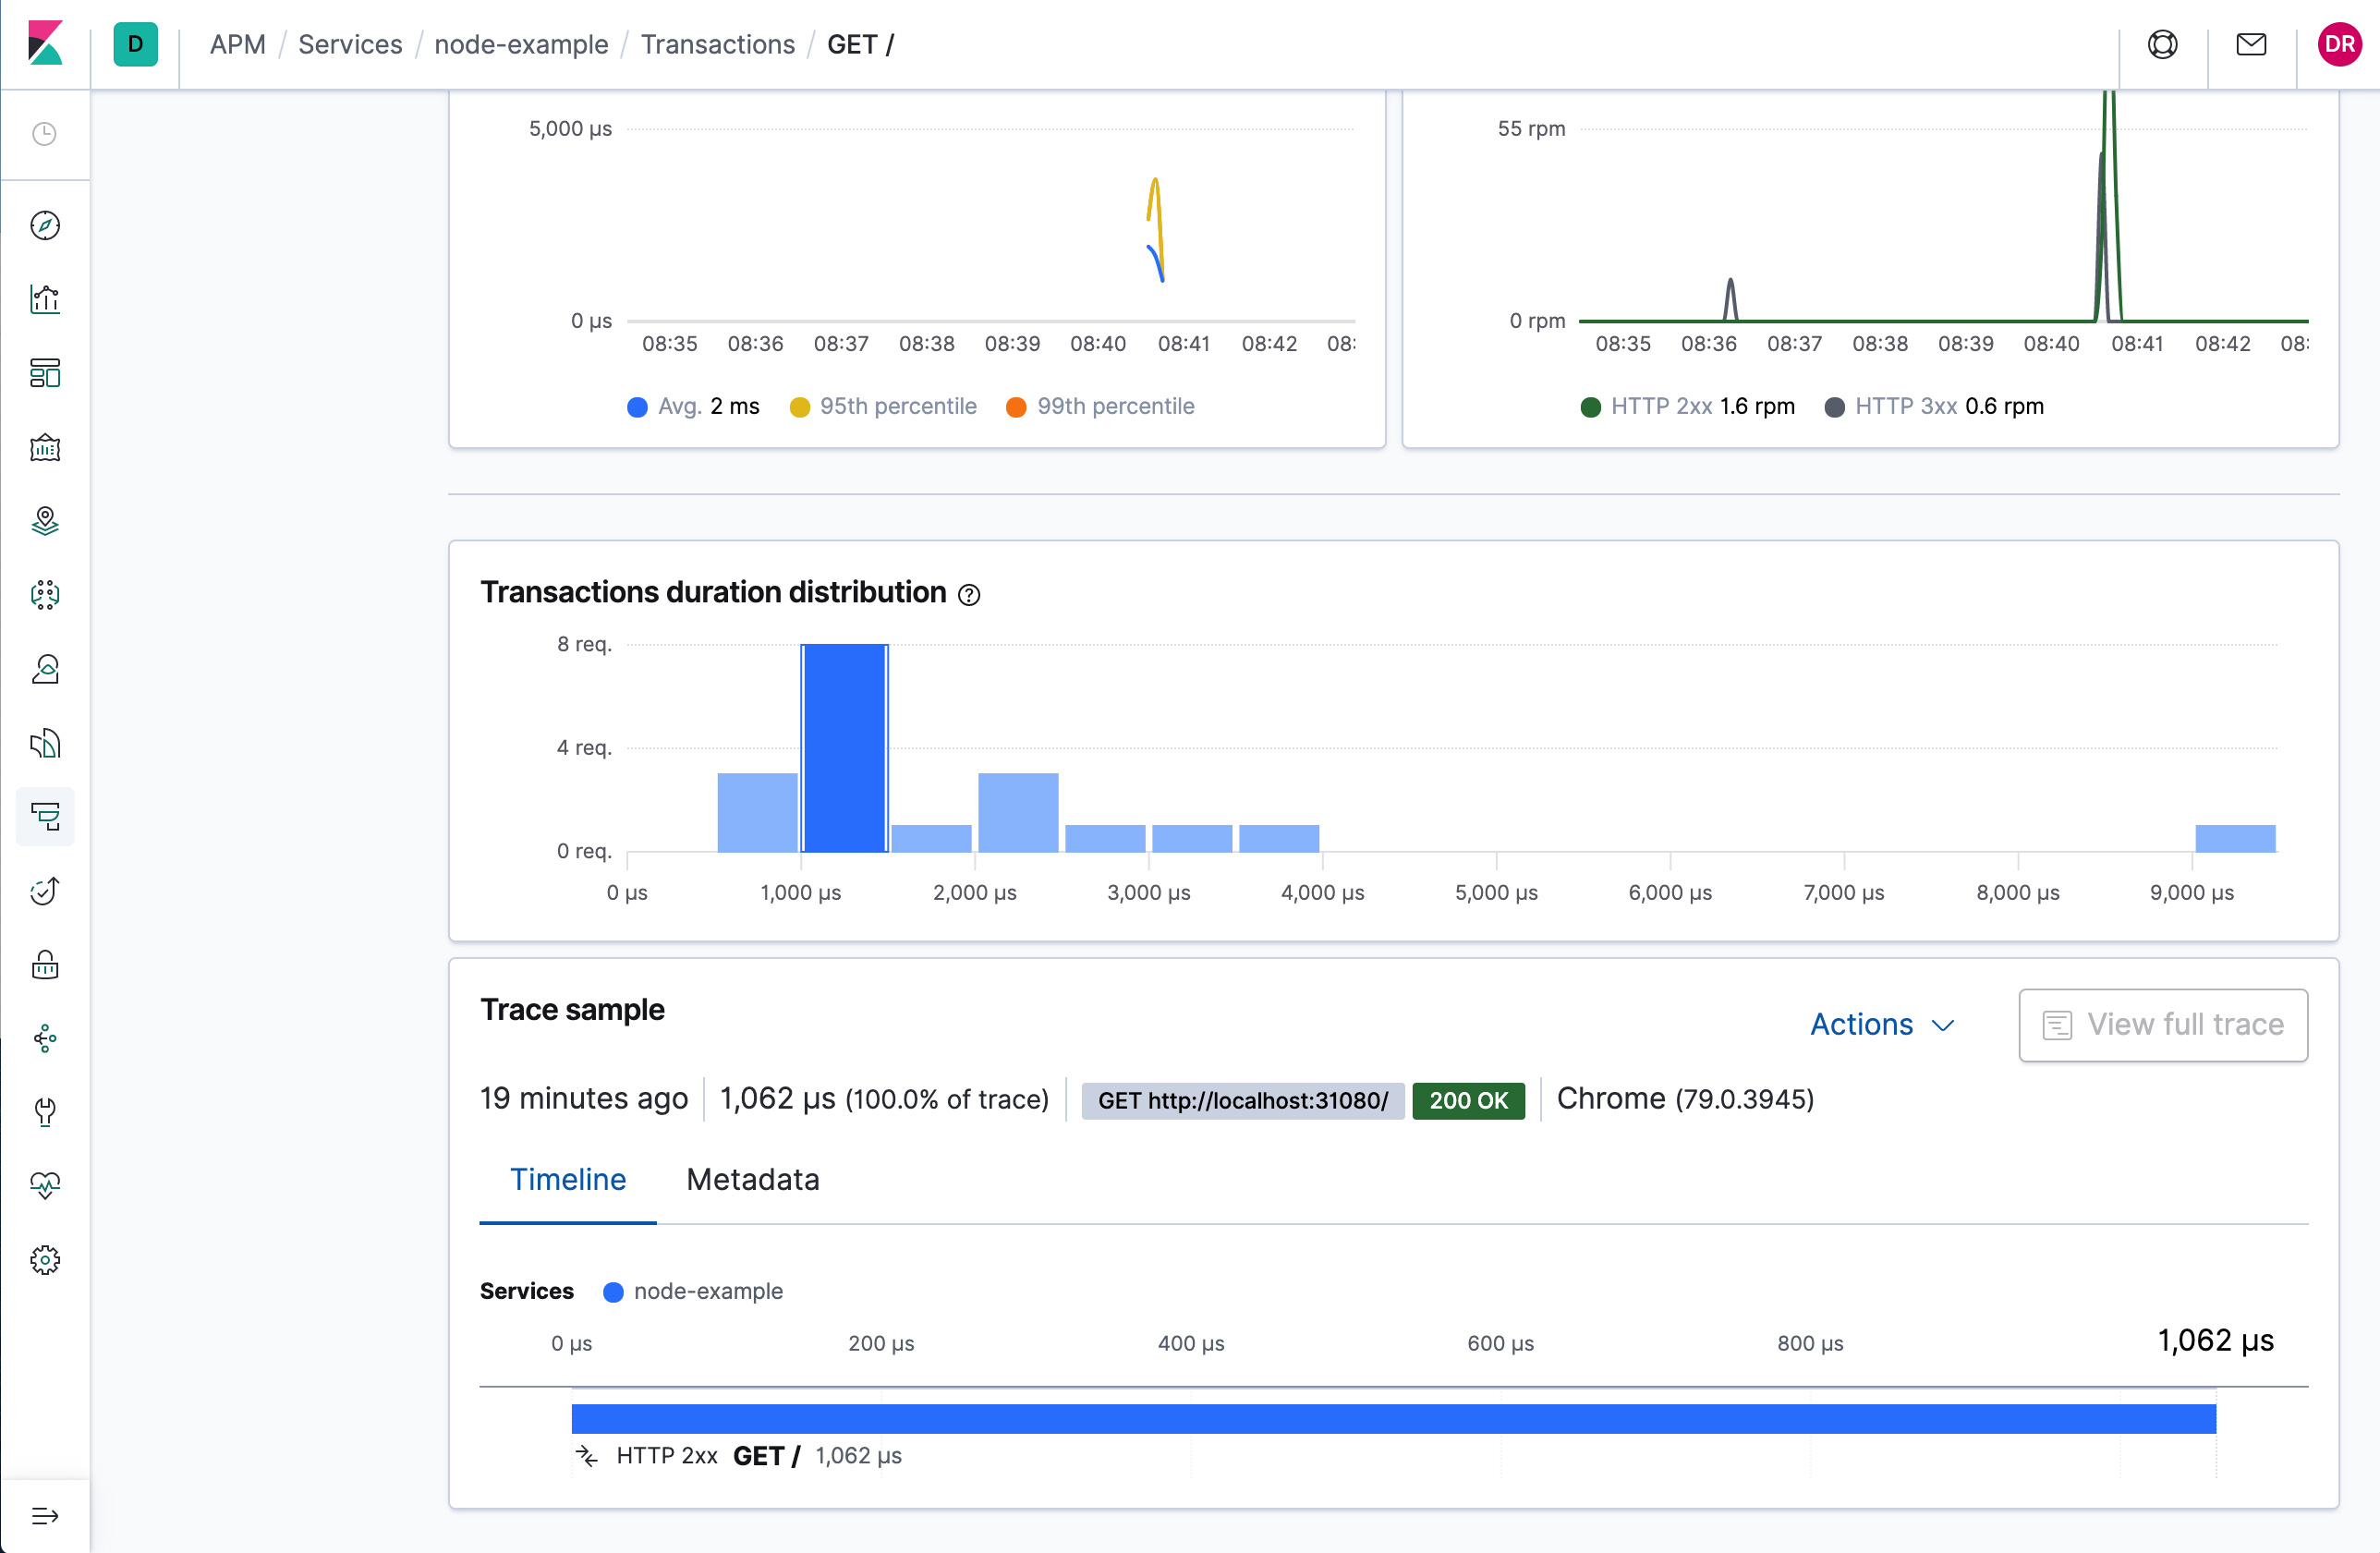 D
APM / Services / node-example / Transactions / GET /
DR
5,000 µs
0 µs
08:35 08:36 08:37 08:38 08:39 08:40 08:41 08:42 08:
Avg. 2 ms 95th percentile 99th percentile
55 rpm
0 rpm
08:35 08:36 08:37 08:38 08:39 08:40 08:41 08:42 08:
HTTP 2xx 1.6 rpm HTTP 3xx 0.6 rpm
Transactions duration distribution
8 req.
4 req.
0 req.
0 µs 1,000 µs 2,000 µs 3,000 µs 4,000 µs 5,000 µs 6,000 µs 7,000 µs 8,000 µs 9,000 µs
Trace sample
Actions
View full trace
19 minutes ago 1,062 µs (100.0% of trace) GET http://localhost:31080/ 200 OK Chrome (79.0.3945)
Timeline Metadata
Services node-example
0 µs 200 µs 400 µs 600 µs 800 µs 1,062 µs
HTTP 2xx GET / 1,062 µs